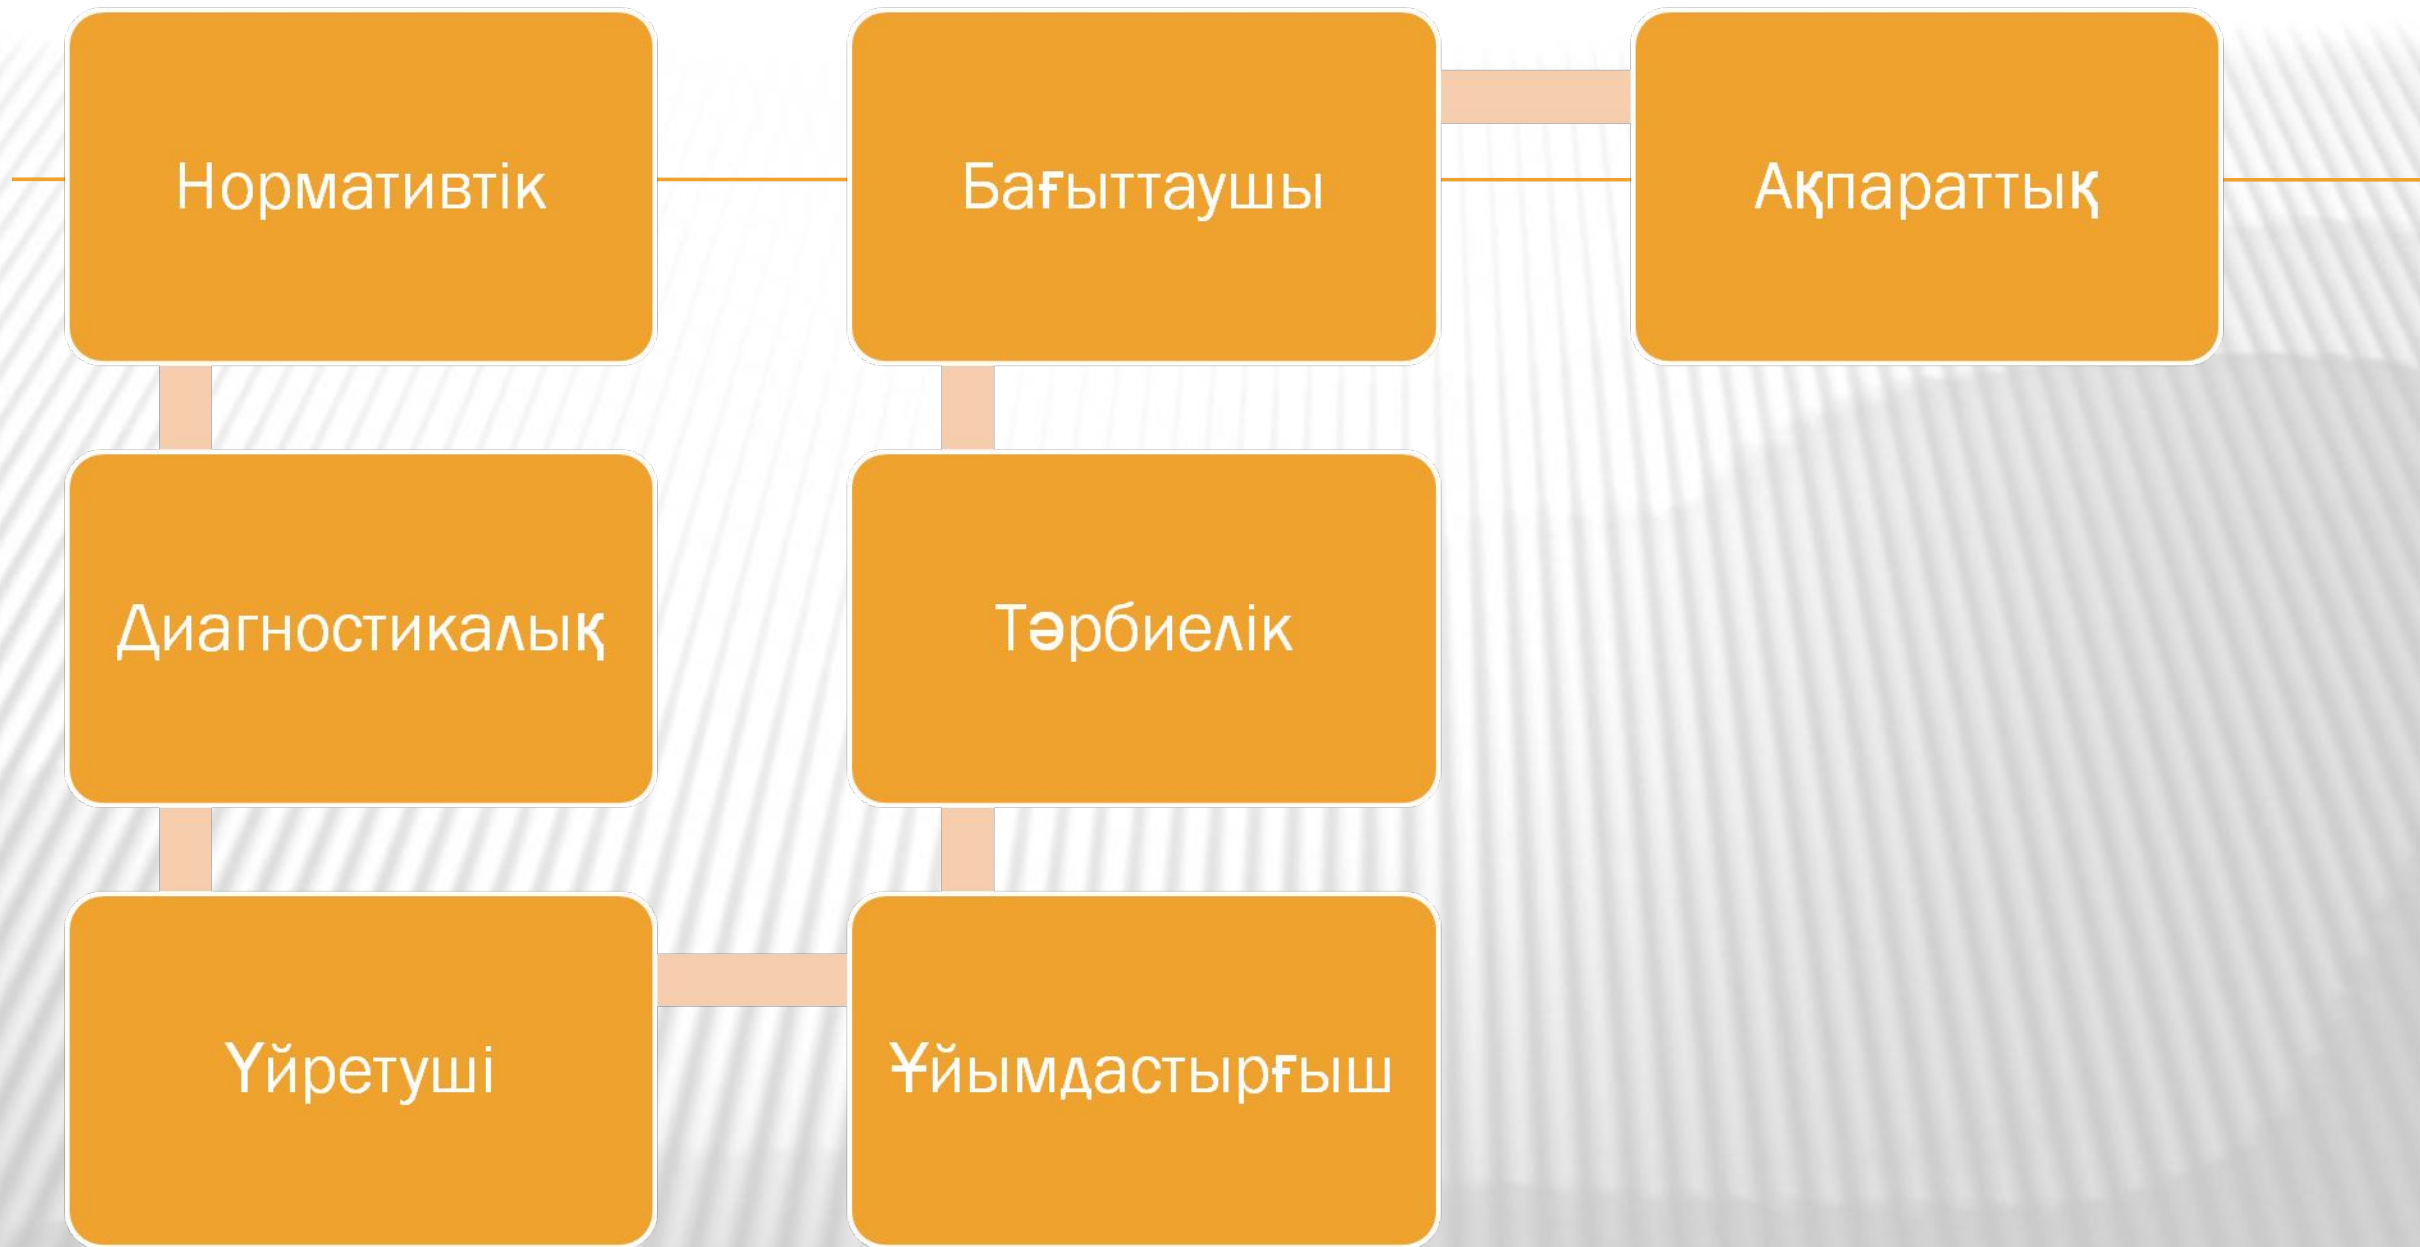 Нормативтік
Диагностикалық
Үйретуші
Ұйымдастырғыш
Тәрбиелік
Бағыттаушы
Ақпараттық